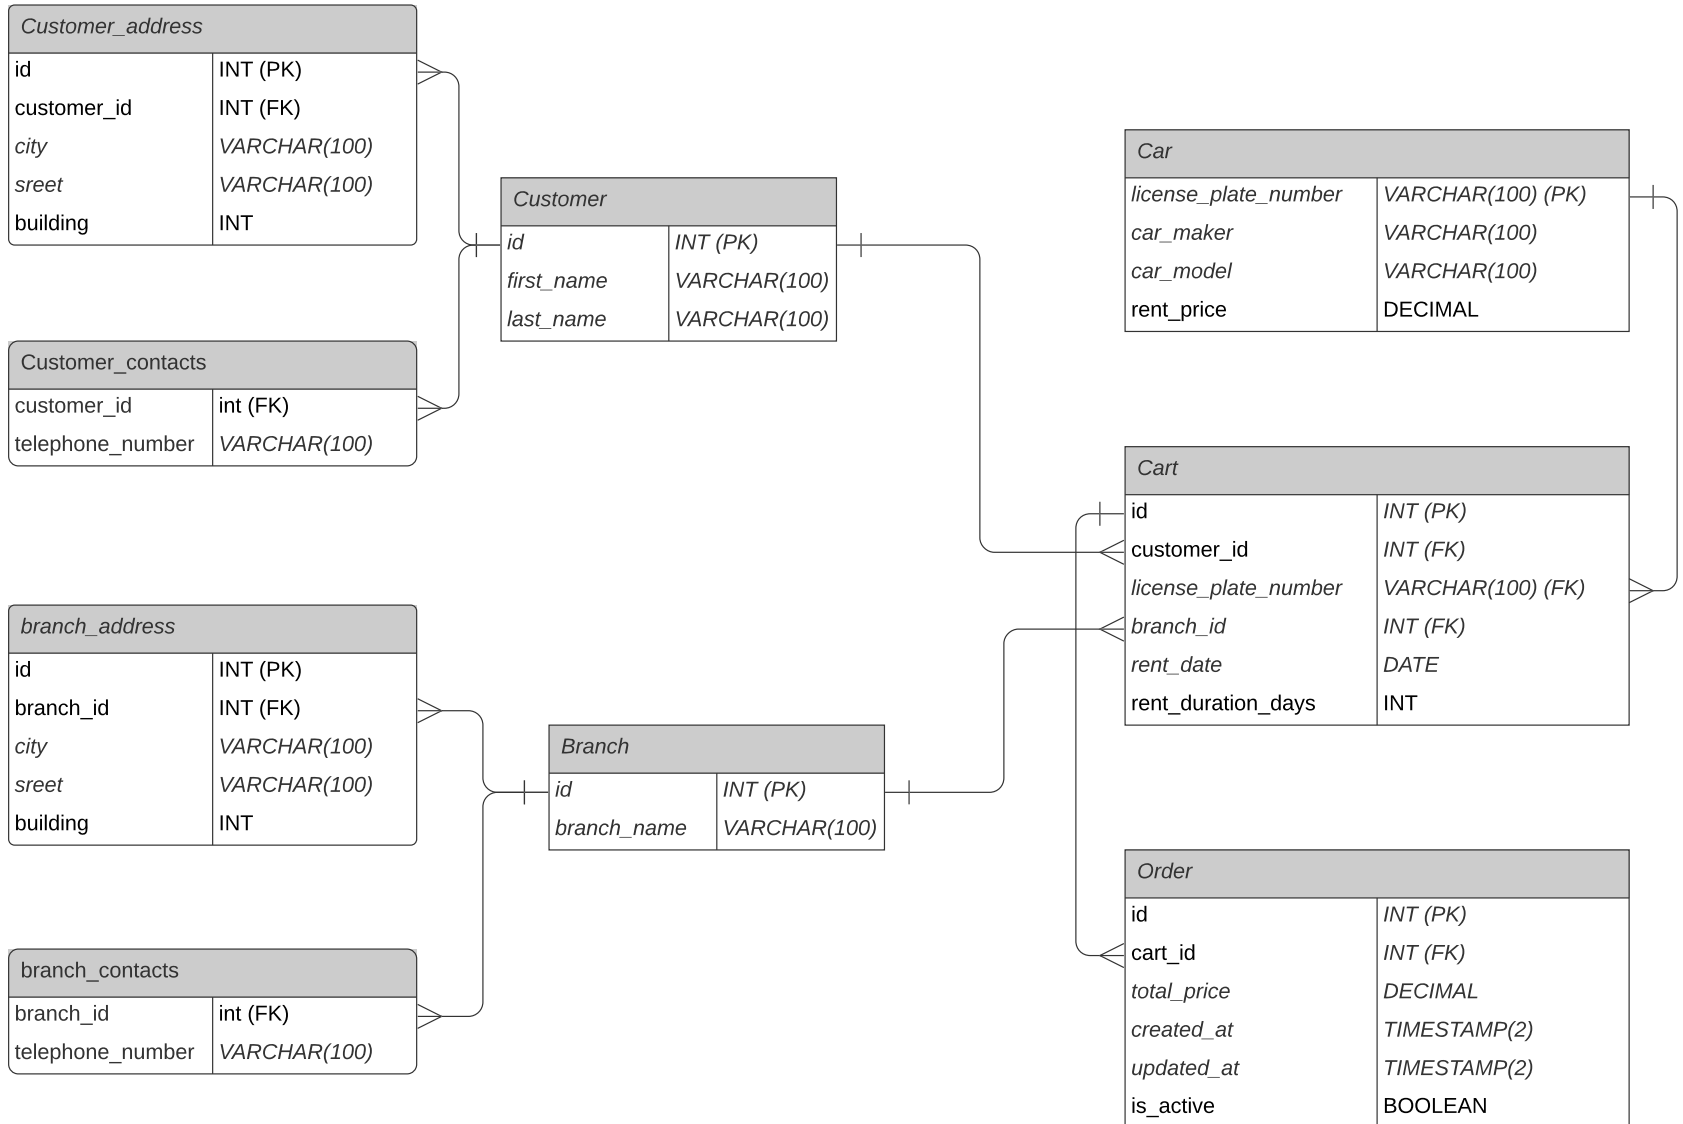 Customer_address
id INT (PK)
customer_id INT (FK)
city VARCHAR(100)
sreet VARCHAR(100)
building INT
Customer_contacts
customer_id int (FK)
telephone_number VARCHAR(100)
Customer
id INT (PK)
first_name VARCHAR(100)
last_name VARCHAR(100)
branch_address
id INT (PK)
branch_id INT (FK)
city VARCHAR(100)
sreet VARCHAR(100)
building INT
branch_contacts
branch_id int (FK)
telephone_number VARCHAR(100)
Branch
id INT (PK)
branch_name VARCHAR(100)
Car
license_plate_number VARCHAR(100) (PK)
car_maker VARCHAR(100)
car_model VARCHAR(100)
rent_price DECIMAL
Cart
id INT (PK)
customer_id INT (FK)
license_plate_number VARCHAR(100) (FK)
branch_id INT (FK)
rent_date DATE
rent_duration_days INT
Order
id INT (PK)
cart_id INT (FK)
total_price DECIMAL
created_at TIMESTAMP(2)
updated_at TIMESTAMP(2)
is_active BOOLEAN